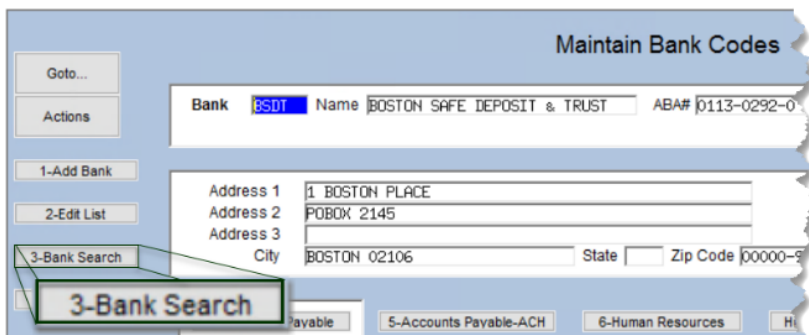 Maintain Bank Codes
Goto...
Actions
Bank BSDT Name BOSTON SAFE DEPOSIT & TRUST ABA# 0113-0292-0
1-Add Bank
2-Edit List
3-Bank Search
Address 1 1 BOSTON PLACE
Address 2 POBOX 2145
Address 3
City BOSTON 02106 State Zip Code 00000-9
3-Bank Search
Payable 5-Accounts Payable-ACH 6-Human Resources